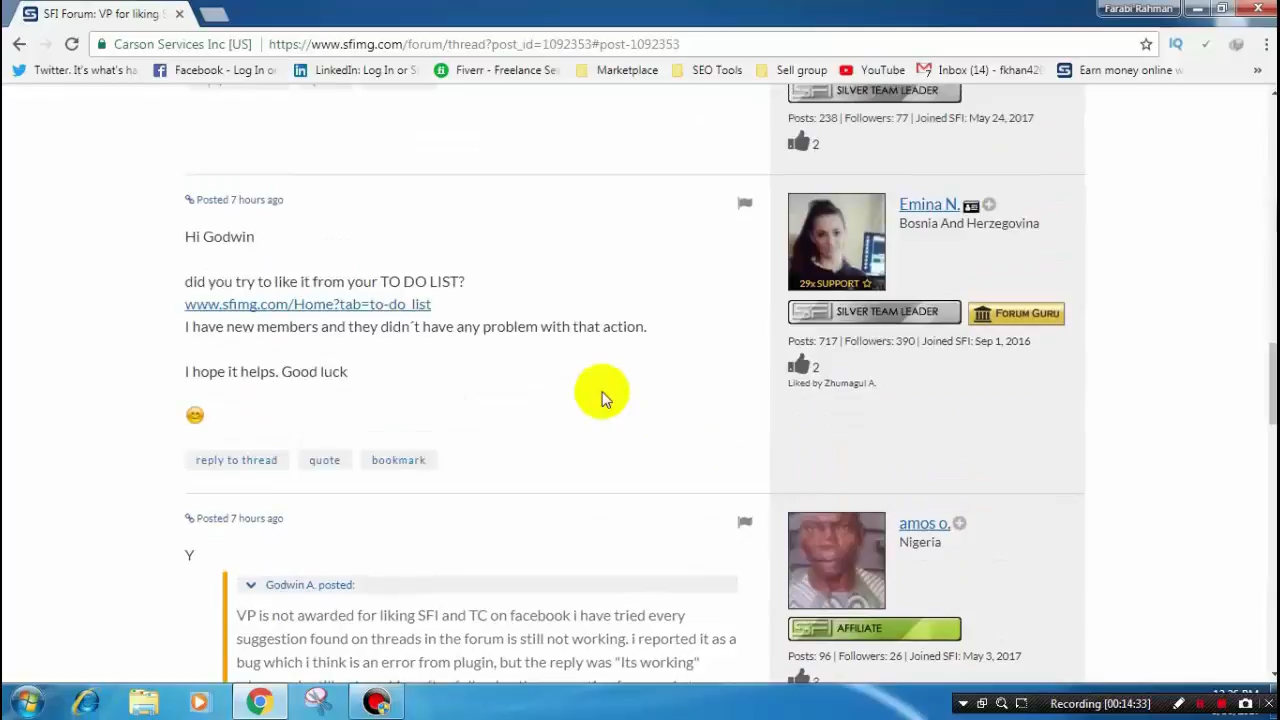 SFI Forum: VP for liking
Farabi Rahman
Carson Services Inc [US] | https://www.sfimg.com/forum/thread?post_id=1092353#post-1092353
Twitter. It's what's ha
Facebook - Log In or
LinkedIn: Log In or S
Fiverr - Freelance Se
Marketplace
SEO Tools
Sell group
YouTube
Inbox (14) - fkhan420
Earn money online w
SFI SILVER TEAM LEADER
Posts: 238 | Followers: 77 | Joined SFI: May 24, 2017
2
Posted 7 hours ago
Hi Godwin
did you try to like it from your TO DO LIST?
www.sfimg.com/Home?tab=to-do_list
I have new members and they didn´t have any problem with that action.
I hope it helps. Good luck
reply to thread
quote
bookmark
Emina N.
Bosnia And Herzegovina
29x SUPPORT
SFI SILVER TEAM LEADER
FORUM GURU
Posts: 717 | Followers: 390 | Joined SFI: Sep 1, 2016
2
Liked by Zhumagul A.
Posted 7 hours ago
Y
Godwin A. posted:
VP is not awarded for liking SFI and TC on facebook i have tried every
suggestion found on threads in the forum is still not working. i reported it as a
bug which i think is an error from plugin, but the reply was "Its working"
amos o.
Nigeria
SFI AFFILIATE
Posts: 96 | Followers: 26 | Joined SFI: May 3, 2017
Recording [00:14:33]